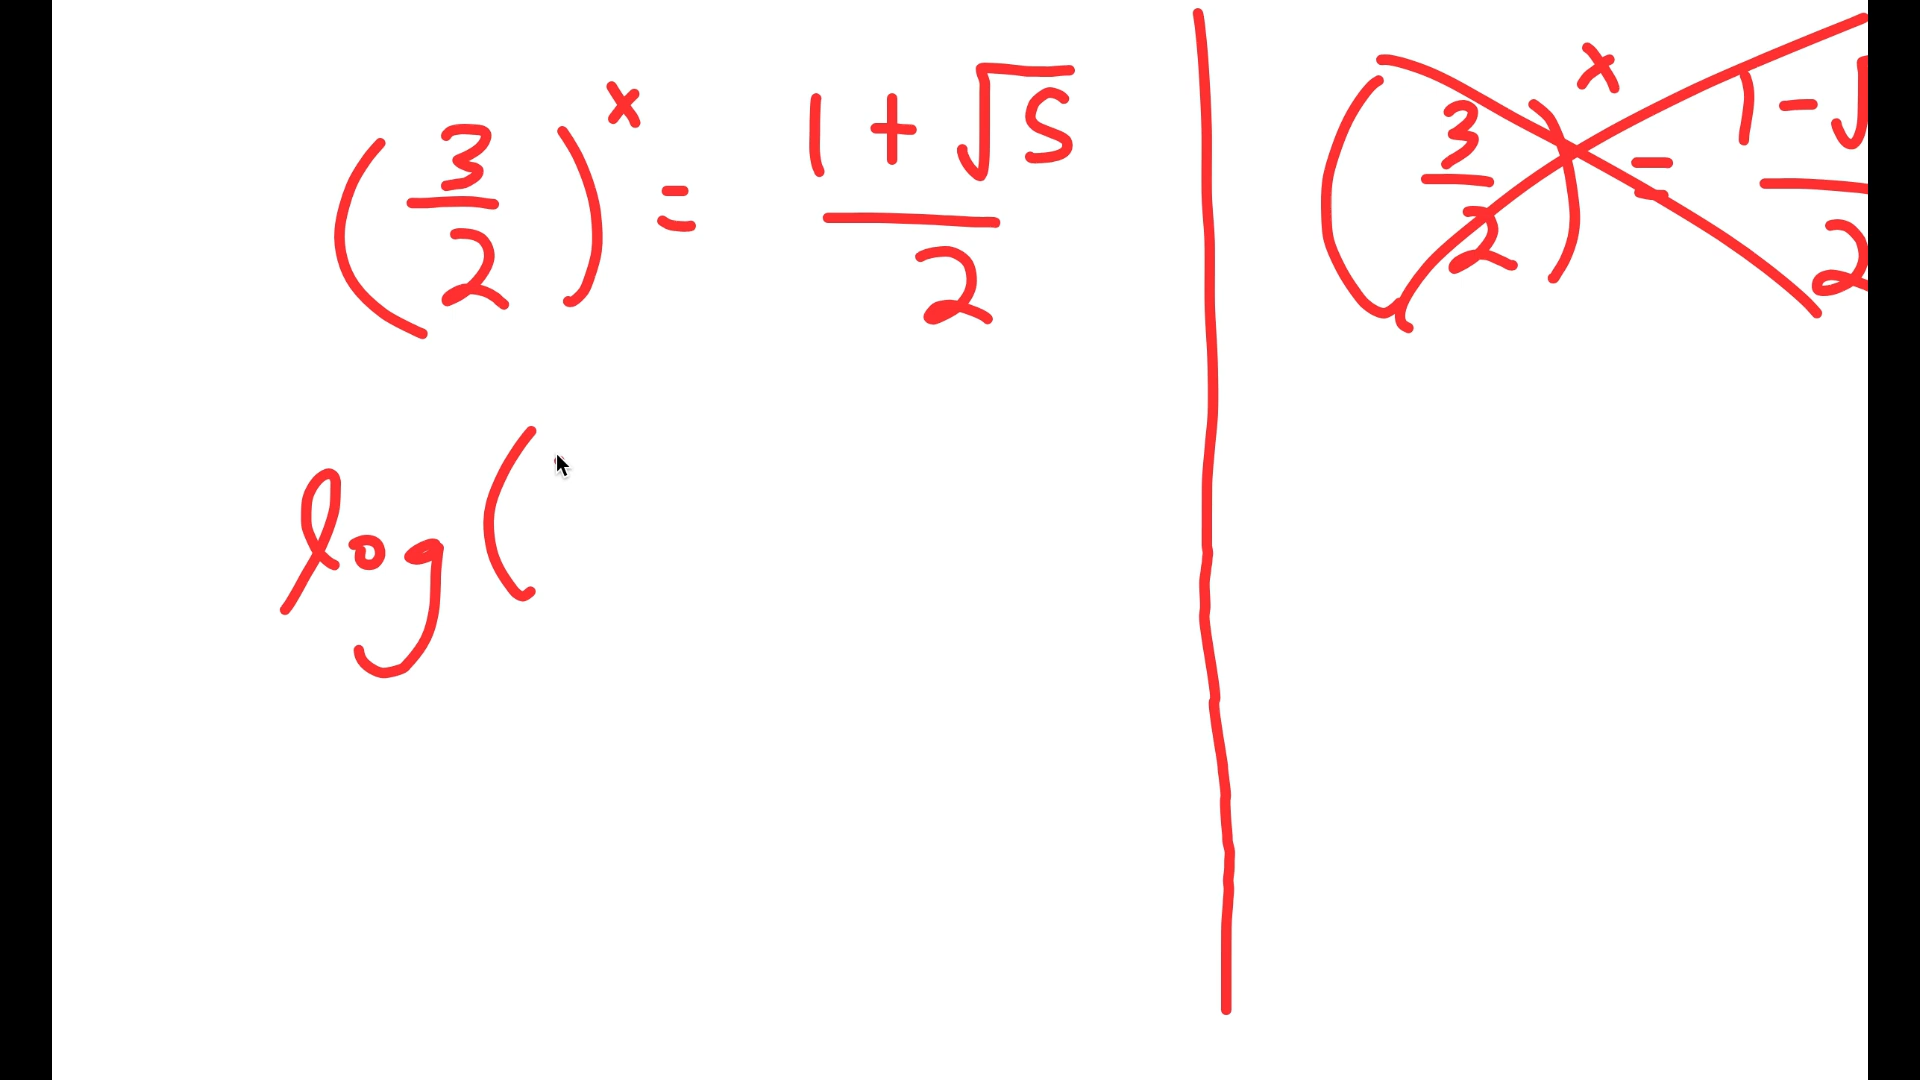 (3/2)^x = (1 + √5)/2
(3/2)^x = (1 - √)/2
log (